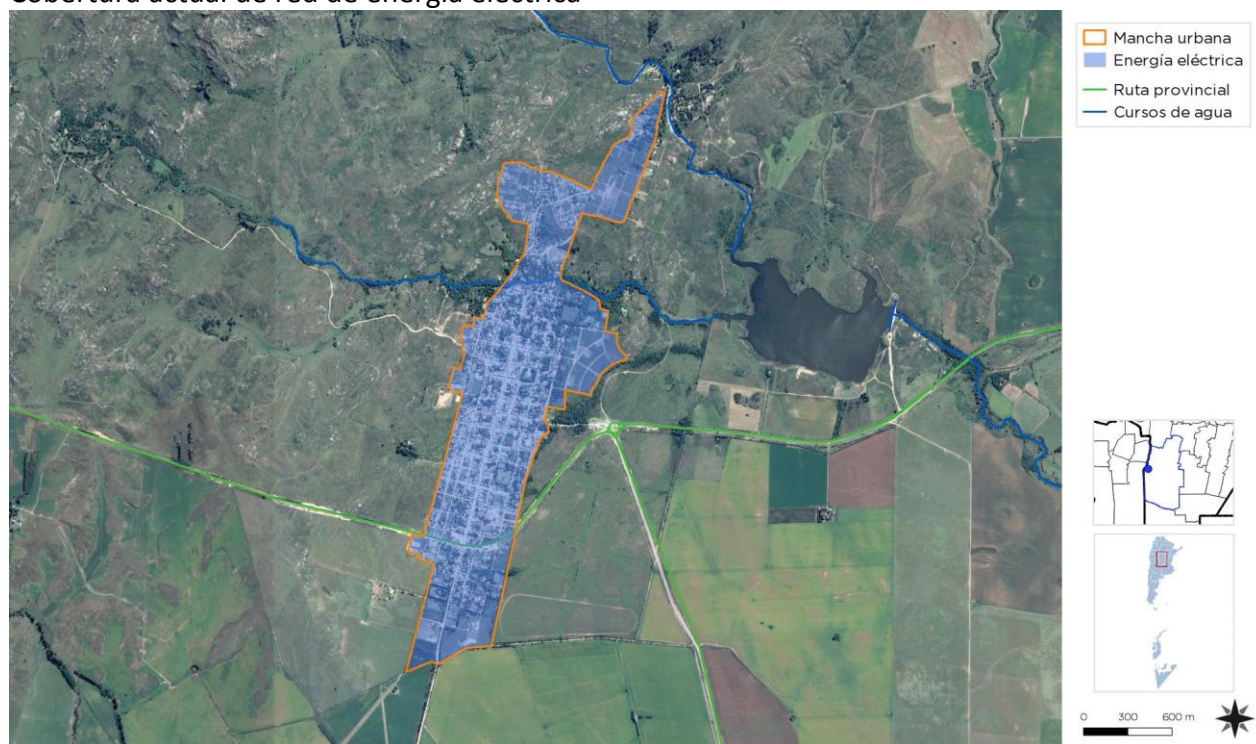 Cobertura actual de red de energía eléctrica
Mancha urbana
Energía eléctrica
Ruta provincial
Cursos de agua
0 300 600 m